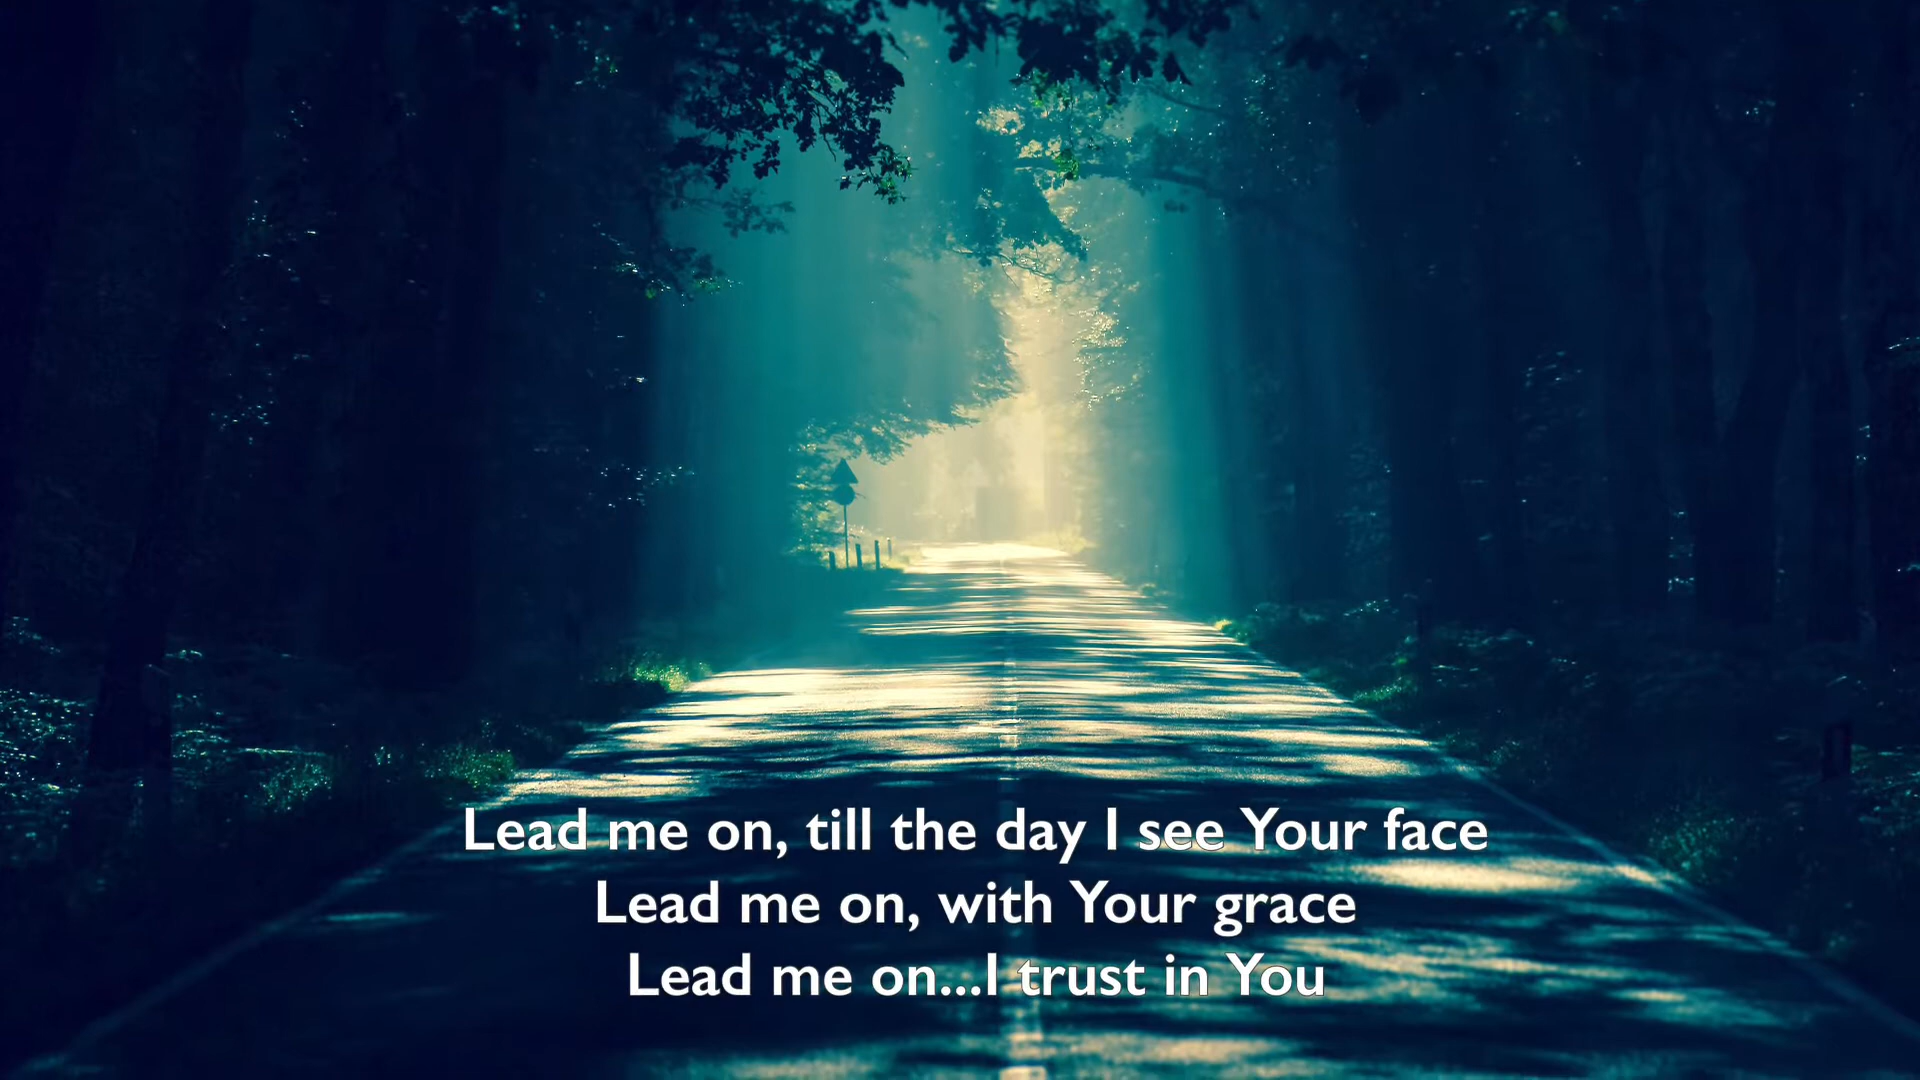 Lead me on, till the day I see Your face
Lead me on, with Your grace
Lead me on...I trust in You